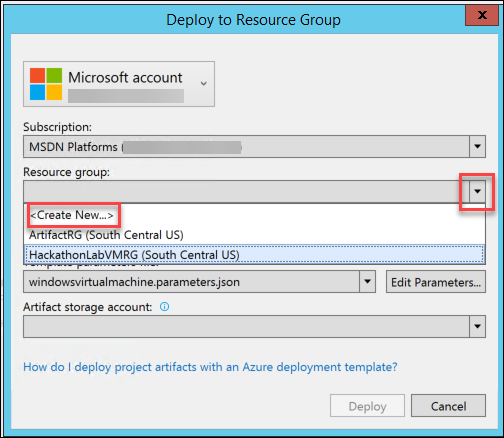 Deploy to Resource Group
x
Microsoft account
Subscription:
MSDN Platforms (
Resource group:
<Create New...>
ArtifactRG (South Central US)
HackathonLabVMRG (South Central US)
windowsvirtualmachine.parameters.json
Edit Parameters...
Artifact storage account:
How do I deploy project artifacts with an Azure deployment template?
Deploy
Cancel